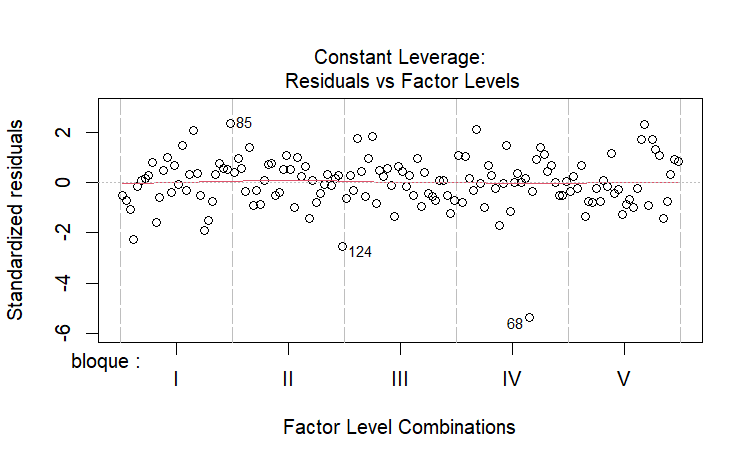 Constant Leverage:
Residuals vs Factor Levels
Standardized residuals
2
0
-2
-4
-6
85
124
68
bloque :
I II III IV V
Factor Level Combinations